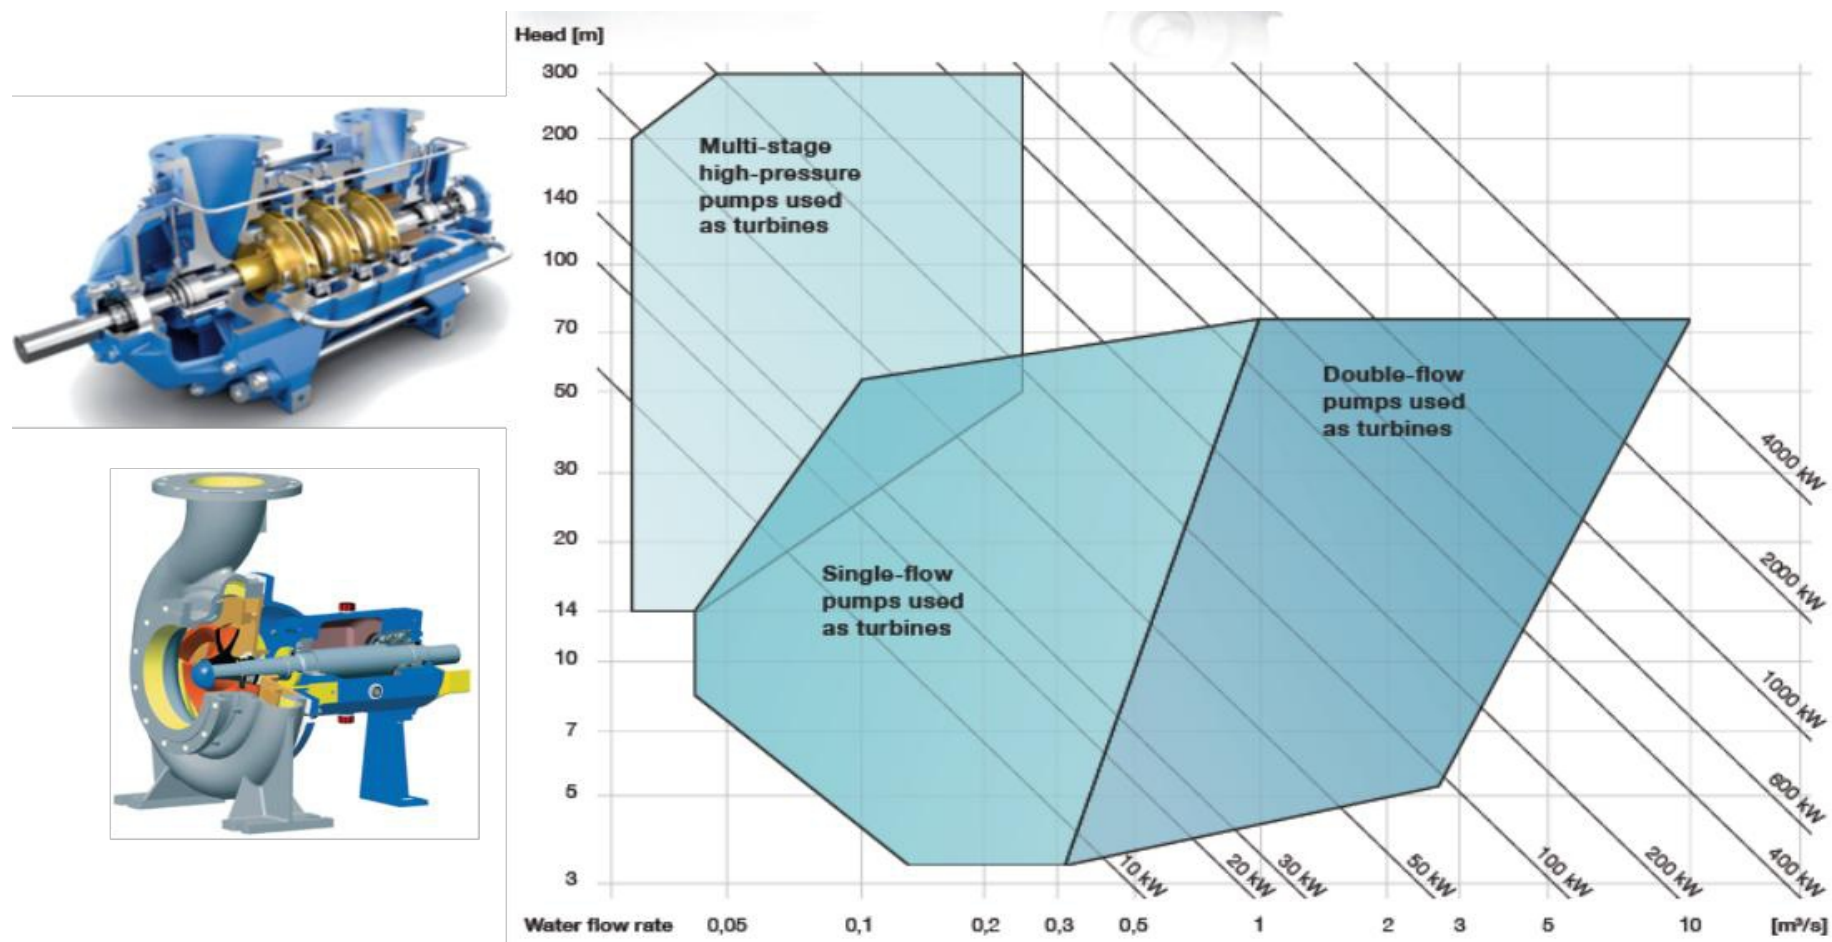 Head [m]
300
200
140
100
70
50
30
20
14
10
7
5
3
Multi-stage
high-pressure
pumps used
as turbines
Double-flow
pumps used
as turbines
Single-flow
pumps used
as turbines
4000 kW
2000 kW
1000 kW
600 kW
400 kW
200 kW
100 kW
50 kW
30 kW
20 kW
10 kW
Water flow rate 0,05 0,1 0,2 0,3 0,5 1 2 3 5 10 [m³/s]